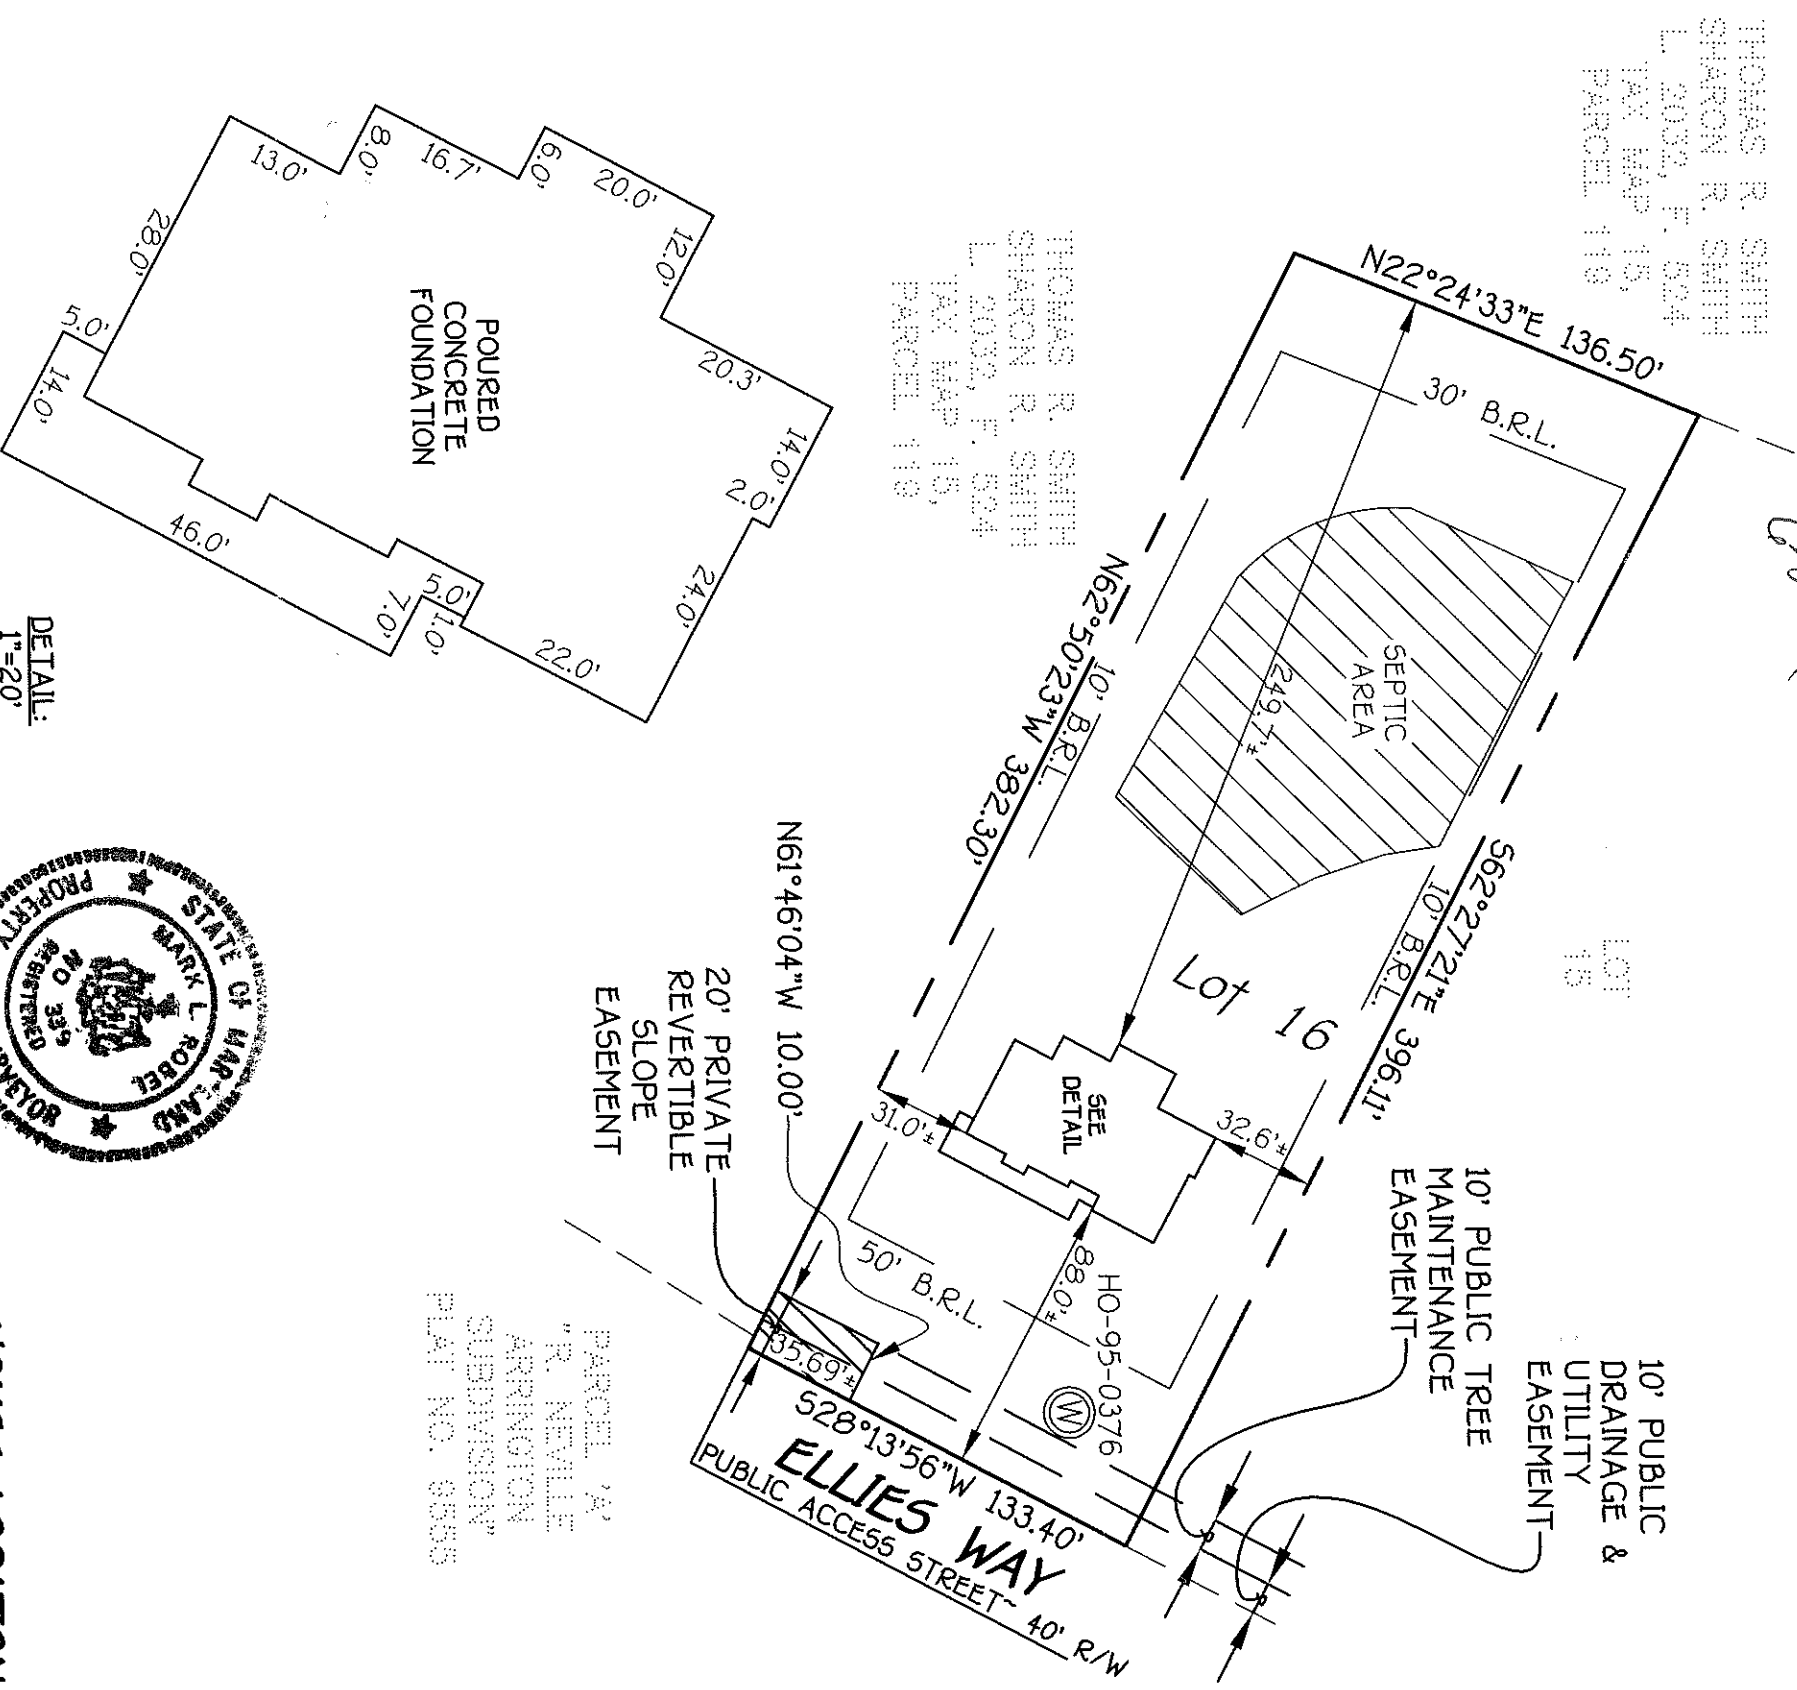 THOMAS R. SMITH
SHARON R. SMITH
L. 2032, F. 524
TAX MAP 15,
PARCEL 119
THOMAS R. SMITH
SHARON R. SMITH
L. 2032, F. 524
TAX MAP 15,
PARCEL 119
N22°24'33"E 136.50'
30' B.R.L.
SEPTIC
AREA
249.7'±
N62°50'23"W 382.30'
10' B.R.L.
S62°27'21"E 396.11'
10' B.R.L.
LOT
15
Lot 16
SEE
DETAIL
31.0'±
32.6'±
88.0'±
HO-95-0376
W
50' B.R.L.
35.69'±
N61°46'04"W 10.00'
20' PRIVATE
REVERTIBLE
SLOPE
EASEMENT
10' PUBLIC TREE
MAINTENANCE
EASEMENT
10' PUBLIC
DRAINAGE &
UTILITY
EASEMENT
S28°13'56"W 133.40'
ELLIES WAY
PUBLIC ACCESS STREET~ 40' R/W
PARCEL 'A'
"R. NEVILLE
ARRINGTON
SUBDIVISION"
PLAT NO. 6555
POURED
CONCRETE
FOUNDATION
13.0'
8.0'
16.7'
6.0'
20.0'
12.0'
20.3'
14.0'
2.0'
24.0'
22.0'
1.0'
5.0'
7.0'
46.0'
14.0'
5.0'
28.0'
DETAIL:
1"=20'
STATE OF MARYLAND
MARK L. ROBEL
NO 339
REGISTERED
PROPERTY